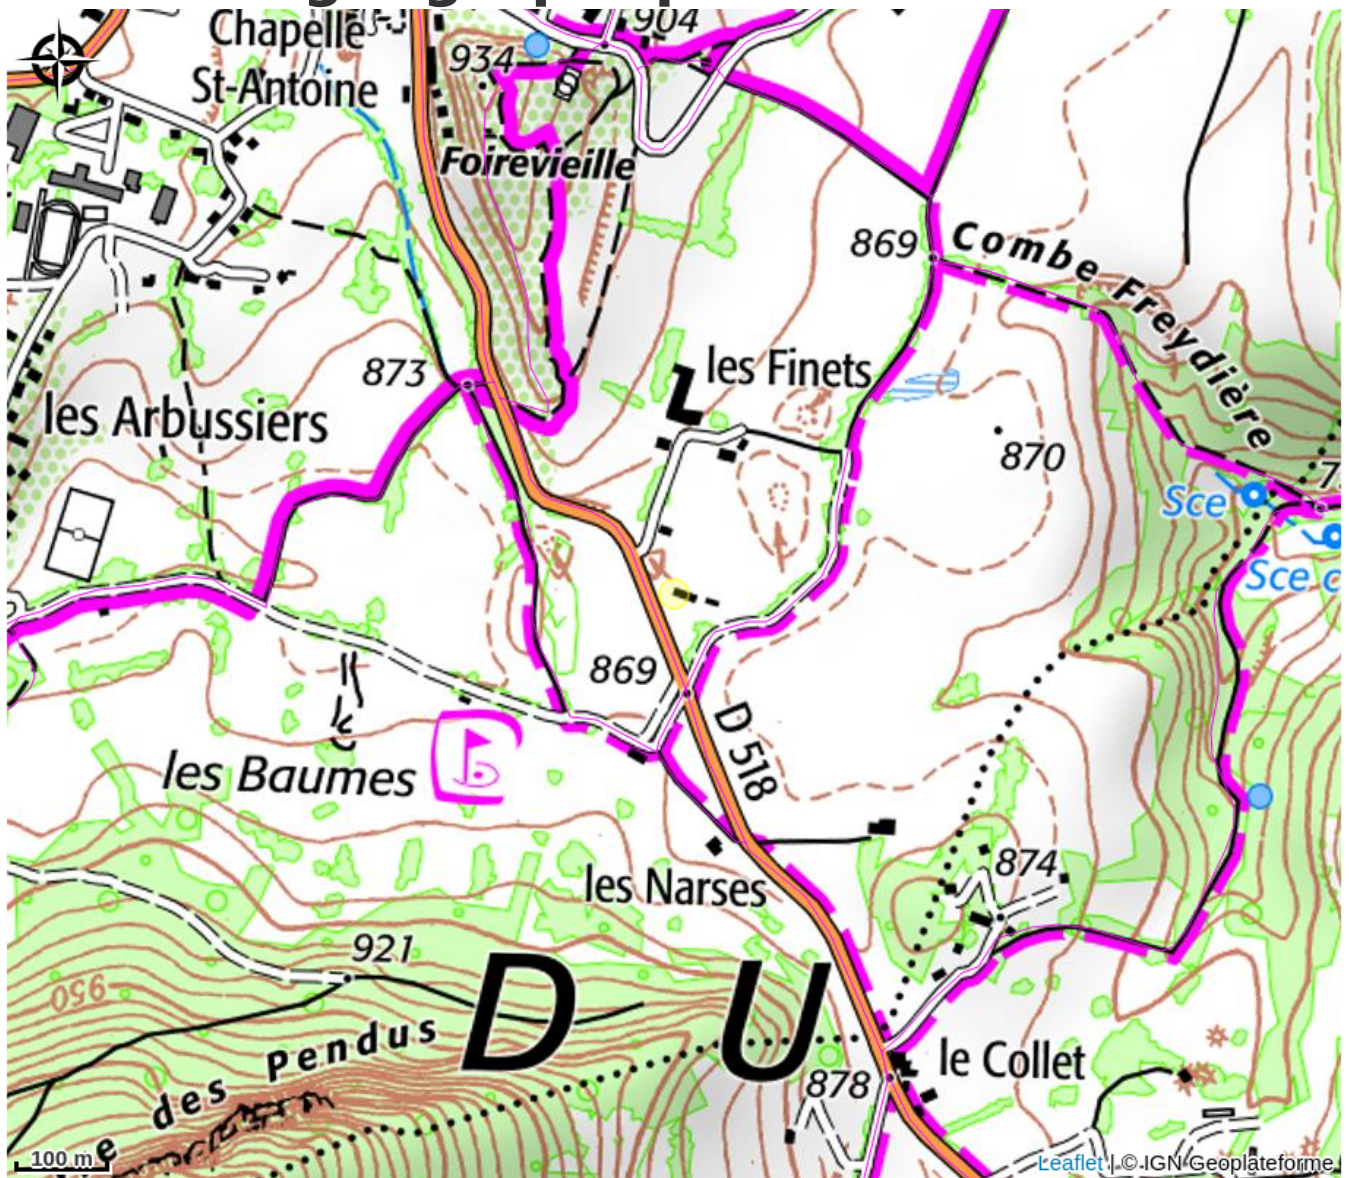 Chapelle
St-Antoine
904
934
Foirevieille
869
Combe Freydière
873
les Finets
les Arbussiers
870
Sce
Sce c
869
D 518
les Baumes
874
les Narses
921
D U
950
des Pendus
878
le Collet
100 m
Leaflet | © IGN-Geoplateforme